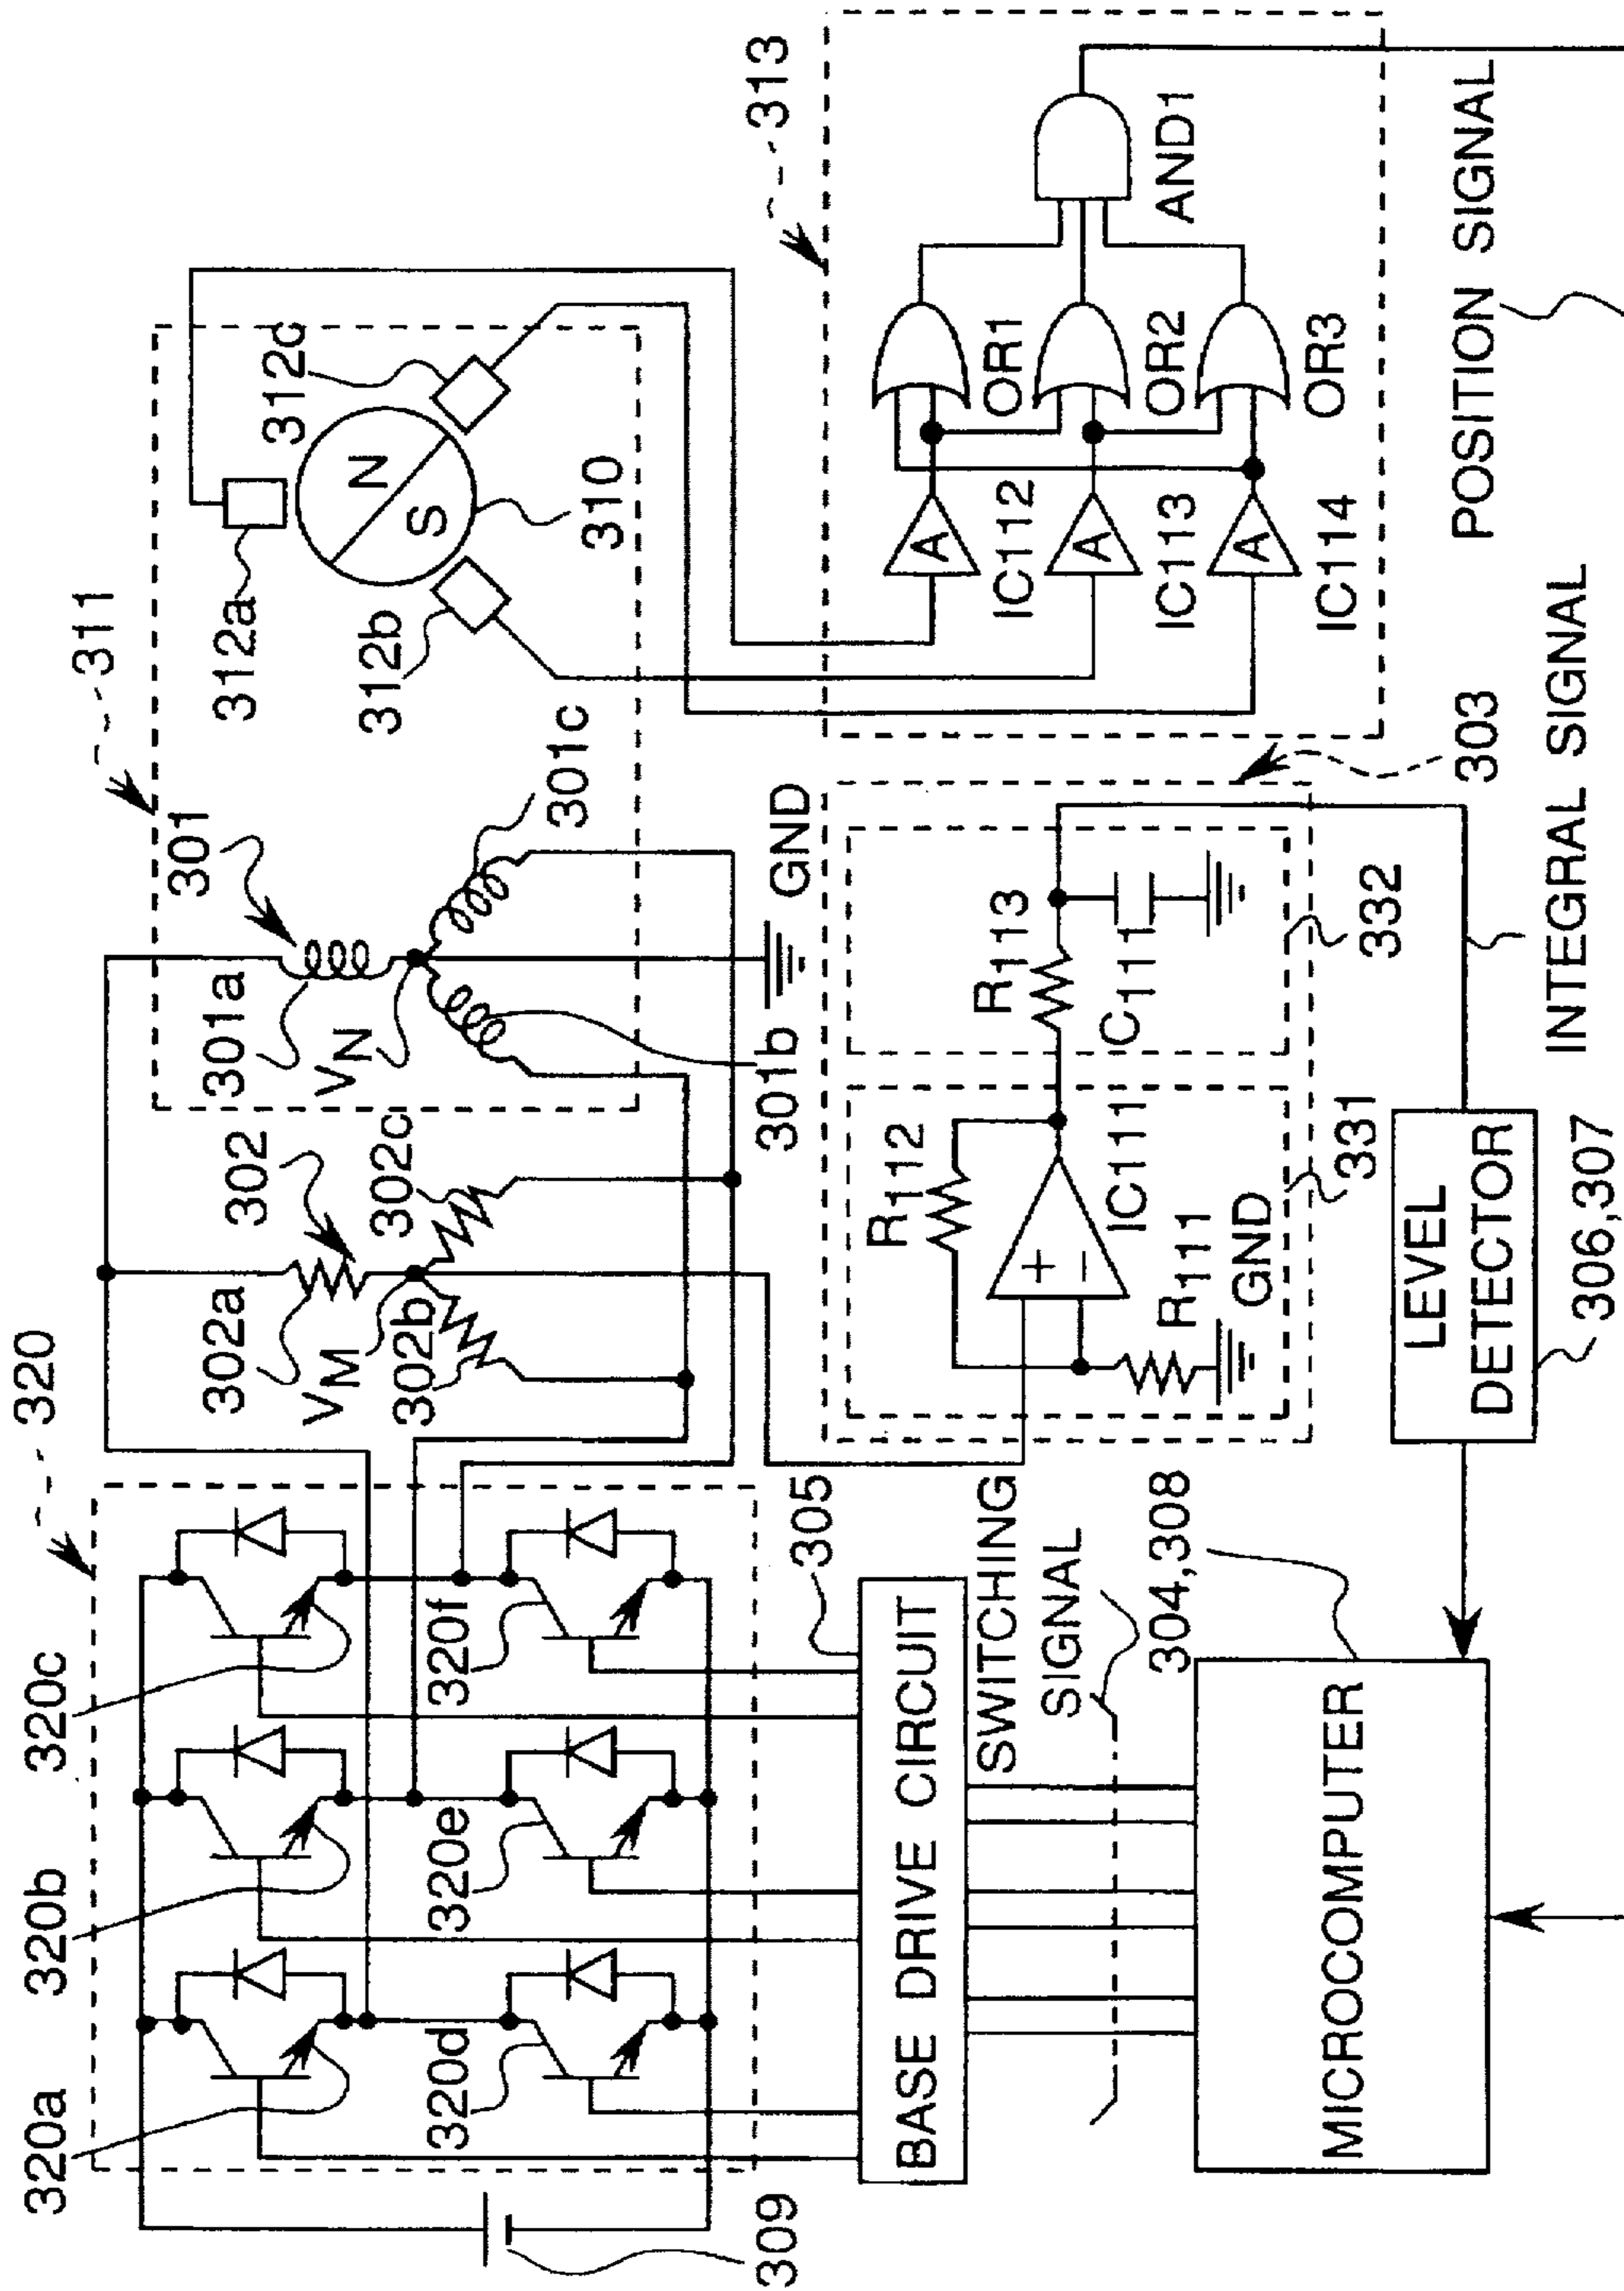 320
320a
320b
320c
320d
320e
320f
309
302
302a
VM
302b
302c
311
301
301a
VN
301b
301c
GND
312a
312b
312c
N
S
310
313
A
A
A
IC112
IC113
IC114
OR1
OR2
OR3
AND1
303
R112
+
−
IC111
R111
GND
331
R113
C111
332
305
BASE DRIVE CIRCUIT
SWITCHING
SIGNAL
304,308
MICROCOMPUTER
LEVEL
DETECTOR
306,307
INTEGRAL SIGNAL
POSITION SIGNAL